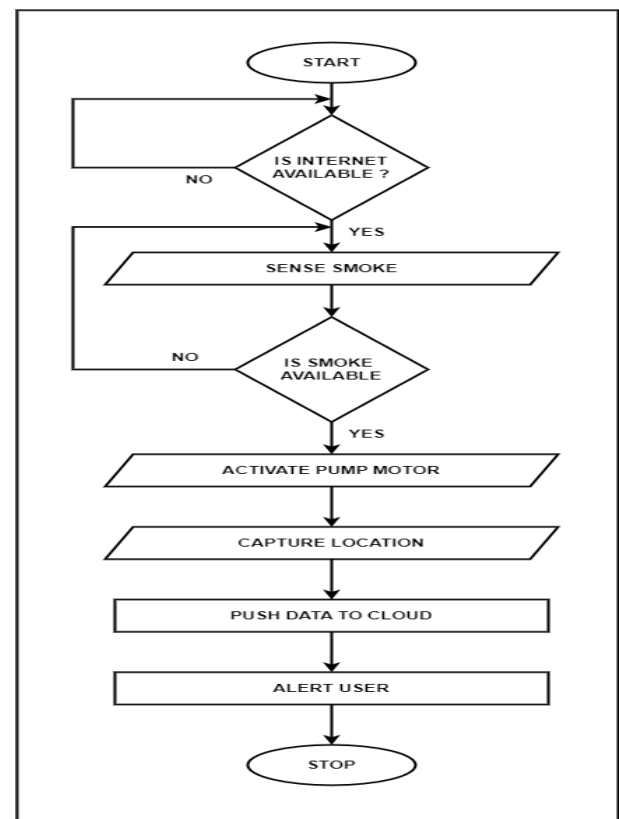 START
IS INTERNET
AVAILABLE ?
NO
YES
SENSE SMOKE
IS SMOKE
AVAILABLE
NO
YES
ACTIVATE PUMP MOTOR
CAPTURE LOCATION
PUSH DATA TO CLOUD
ALERT USER
STOP